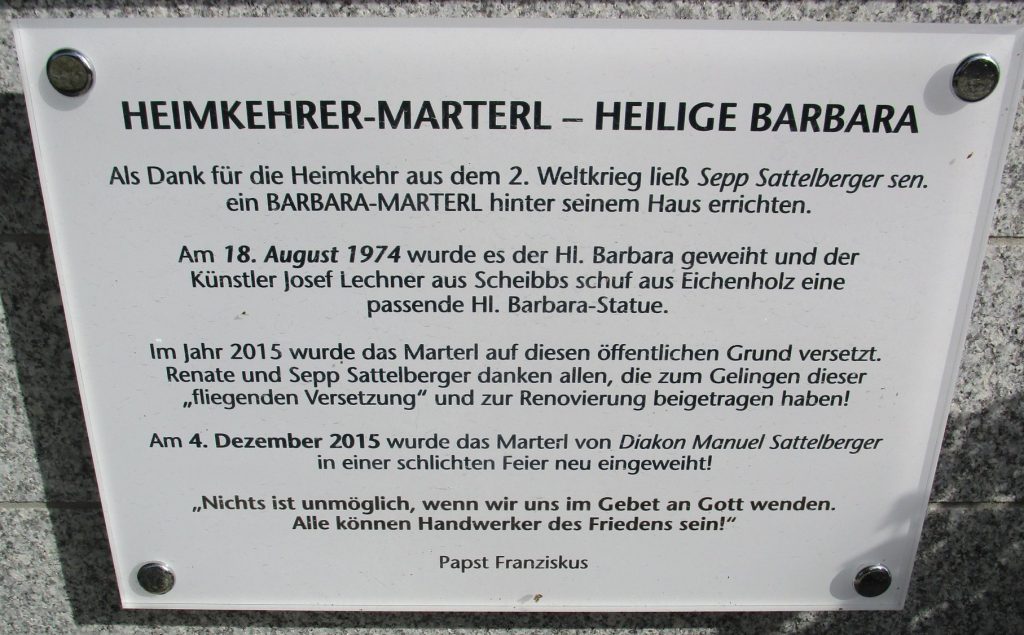 HEIMKEHRER-MARTERL – HEILIGE BARBARA
Als Dank für die Heimkehr aus dem 2. Weltkrieg ließ Sepp Sattelberger sen.
ein BARBARA-MARTERL hinter seinem Haus errichten.
Am 18. August 1974 wurde es der Hl. Barbara geweiht und der
Künstler Josef Lechner aus Scheibbs schuf aus Eichenholz eine
passende Hl. Barbara-Statue.
Im Jahr 2015 wurde das Marterl auf diesen öffentlichen Grund versetzt.
Renate und Sepp Sattelberger danken allen, die zum Gelingen dieser
„fliegenden Versetzung“ und zur Renovierung beigetragen haben!
Am 4. Dezember 2015 wurde das Marterl von Diakon Manuel Sattelberger
in einer schlichten Feier neu eingeweiht!
„Nichts ist unmöglich, wenn wir uns im Gebet an Gott wenden.
Alle können Handwerker des Friedens sein!“
Papst Franziskus